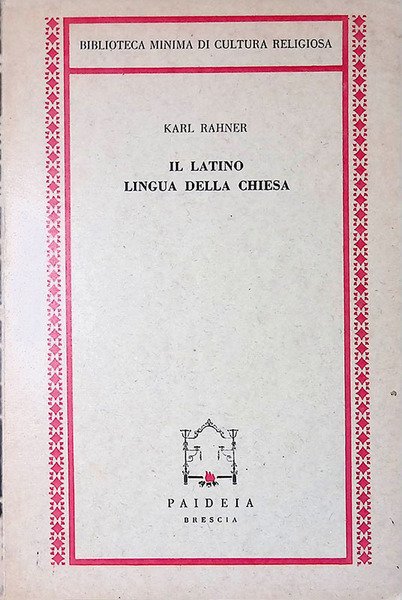 BIBLIOTECA MINIMA DI CULTURA RELIGIOSA
KARL RAHNER
IL LATINO
LINGUA DELLA CHIESA
PAIDEIA
BRESCIA